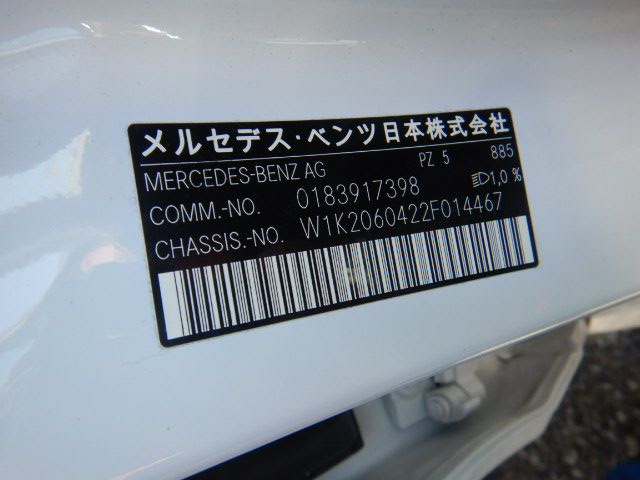 メルセデス・ベンツ日本株式会社
MERCEDES-BENZ AG PZ 5 885
COMM.-NO. 0183917398 1,0 %
CHASSIS.-NO. W1K2060422F014467